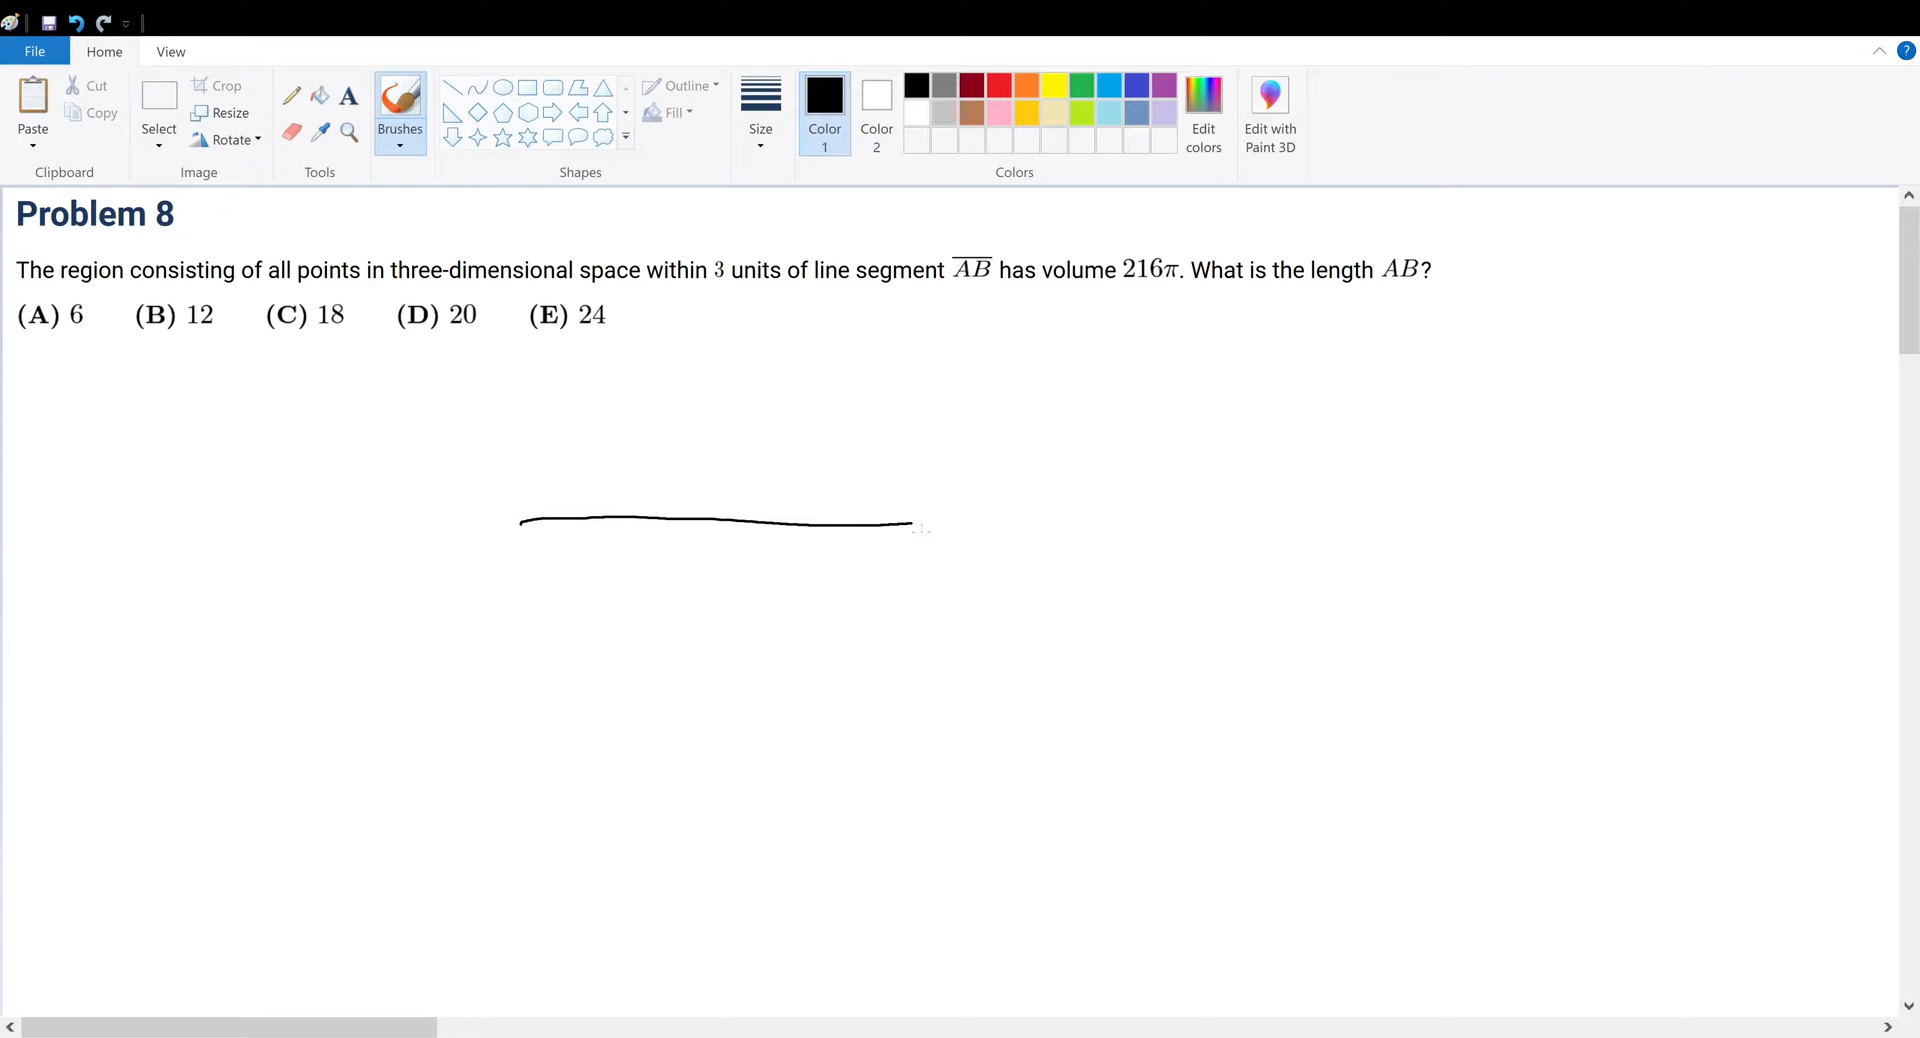 File Home View ?
Paste Cut Copy Select Crop Resize Rotate A Brushes Outline Fill Size Color 1 Color 2 Edit colors Edit with Paint 3D
Clipboard Image Tools Shapes Colors
Problem 8
The region consisting of all points in three-dimensional space within 3 units of line segment $\overline{AB}$ has volume 216π. What is the length AB?
(A) 6 (B) 12 (C) 18 (D) 20 (E) 24